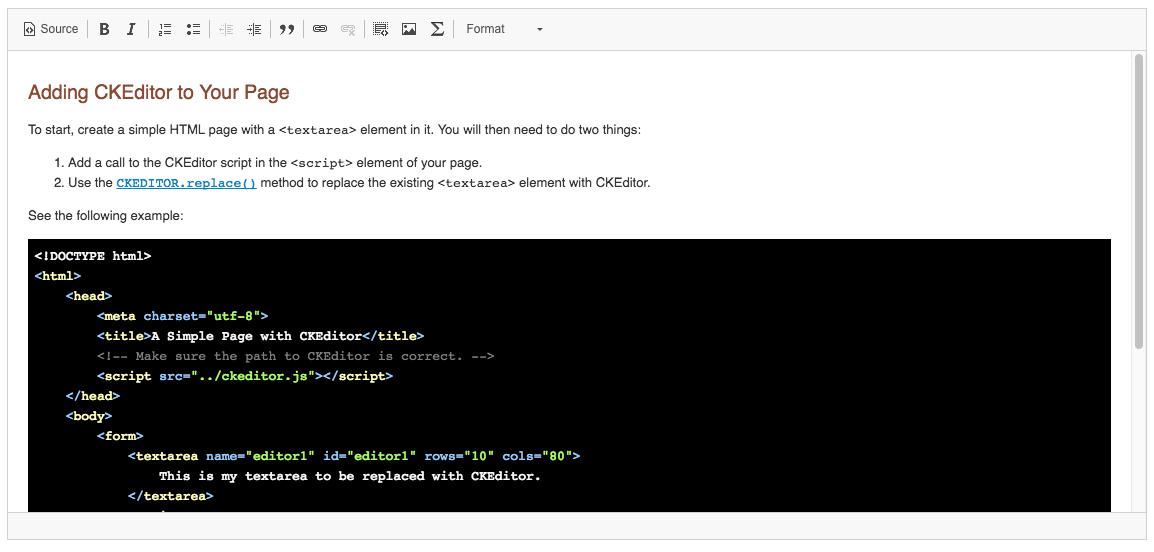 Source Format
Adding CKEditor to Your Page
To start, create a simple HTML page with a <textarea> element in it. You will then need to do two things:
1. Add a call to the CKEditor script in the <script> element of your page.
2. Use the CKEDITOR.replace() method to replace the existing <textarea> element with CKEditor.
See the following example:
<!DOCTYPE html>
<html>
    <head>
        <meta charset="utf-8">
        <title>A Simple Page with CKEditor</title>
        <!-- Make sure the path to CKEditor is correct. -->
        <script src="../ckeditor.js"></script>
    </head>
    <body>
        <form>
            <textarea name="editor1" id="editor1" rows="10" cols="80">
                This is my textarea to be replaced with CKEditor.
            </textarea>